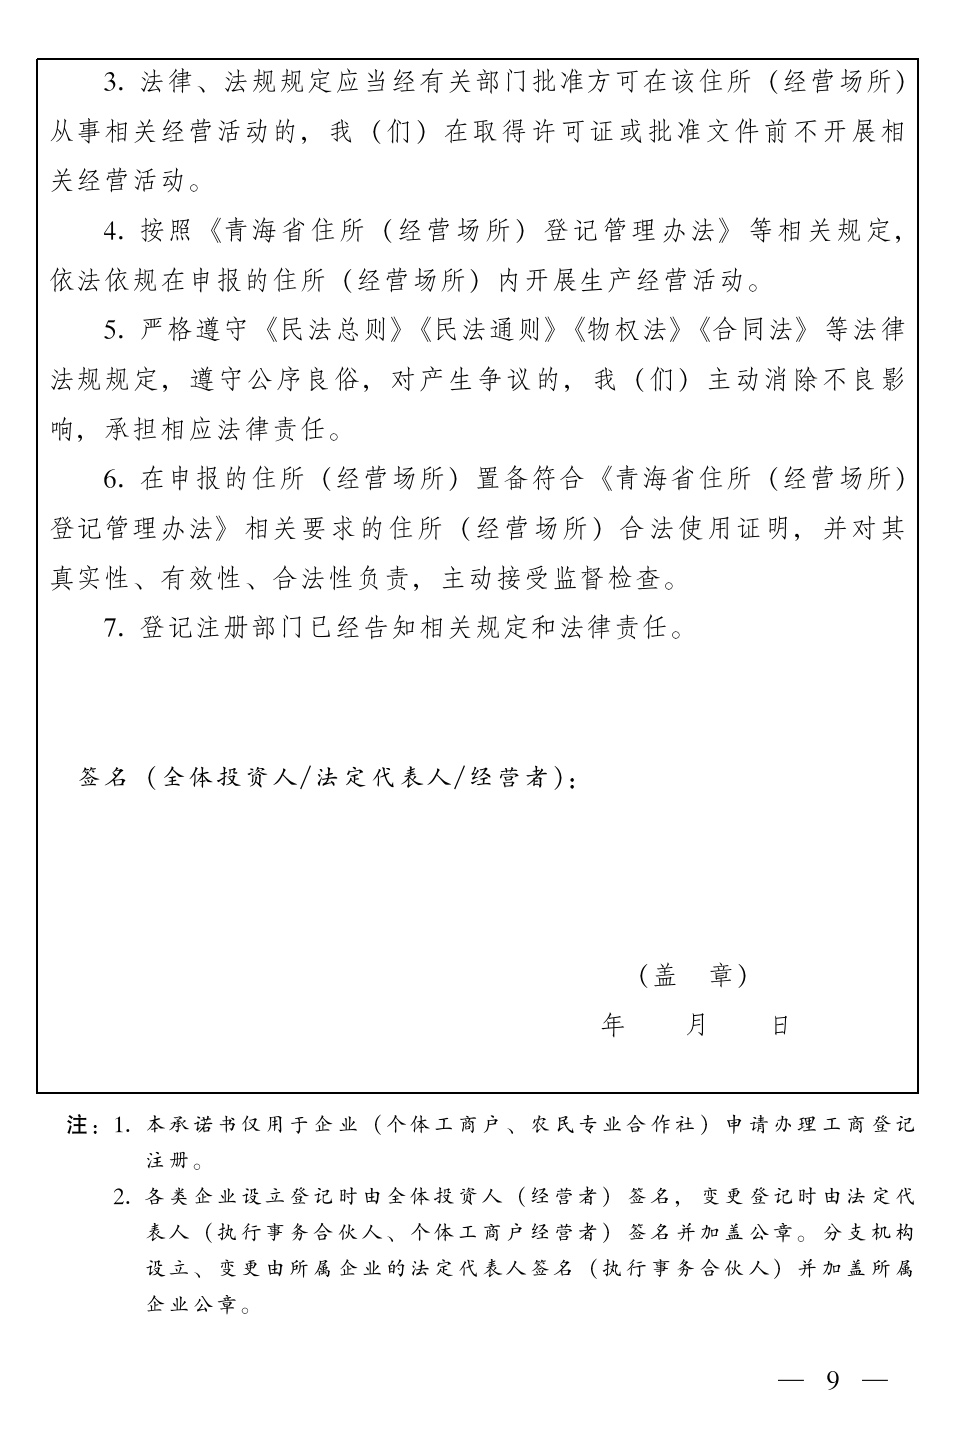 3. 法律、法规规定应当经有关部门批准方可在该住所（经营场所）
从事相关经营活动的，我（们）在取得许可证或批准文件前不开展相
关经营活动。
4. 按照《青海省住所（经营场所）登记管理办法》等相关规定，
依法依规在申报的住所（经营场所）内开展生产经营活动。
5. 严格遵守《民法总则》《民法通则》《物权法》《合同法》等法律
法规规定，遵守公序良俗，对产生争议的，我（们）主动消除不良影
响，承担相应法律责任。
6. 在申报的住所（经营场所）置备符合《青海省住所（经营场所）
登记管理办法》相关要求的住所（经营场所）合法使用证明，并对其
真实性、有效性、合法性负责，主动接受监督检查。
7. 登记注册部门已经告知相关规定和法律责任。
签名（全体投资人/法定代表人/经营者）：
（盖　章）
年　　月　　日
注：1. 本承诺书仅用于企业（个体工商户、农民专业合作社）申请办理工商登记
注册。
2. 各类企业设立登记时由全体投资人（经营者）签名，变更登记时由法定代
表人（执行事务合伙人、个体工商户经营者）签名并加盖公章。分支机构
设立、变更由所属企业的法定代表人签名（执行事务合伙人）并加盖所属
企业公章。
— 9 —